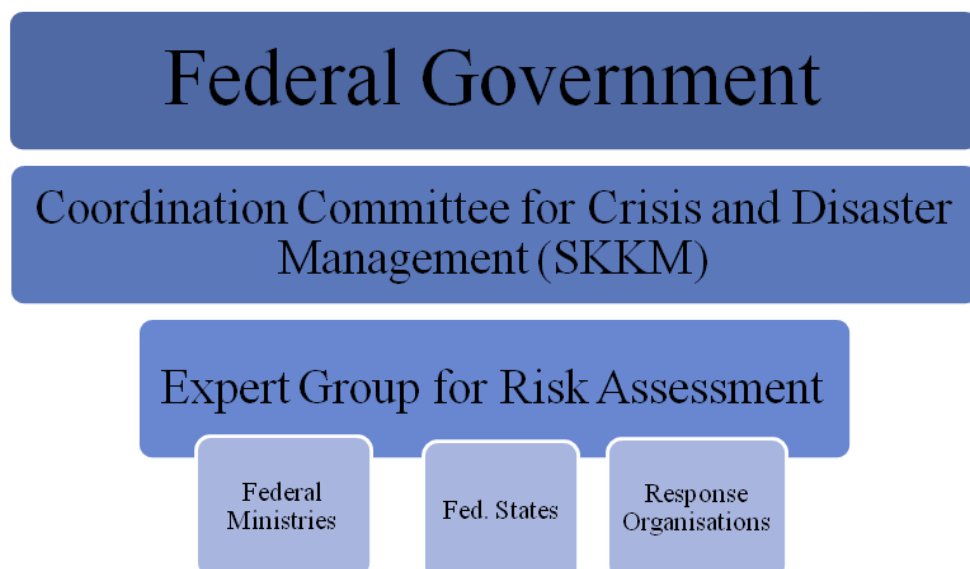 Federal Government
Coordination Committee for Crisis and Disaster
Management (SKKM)
Expert Group for Risk Assessment
Federal
Ministries
Fed. States
Response
Organisations